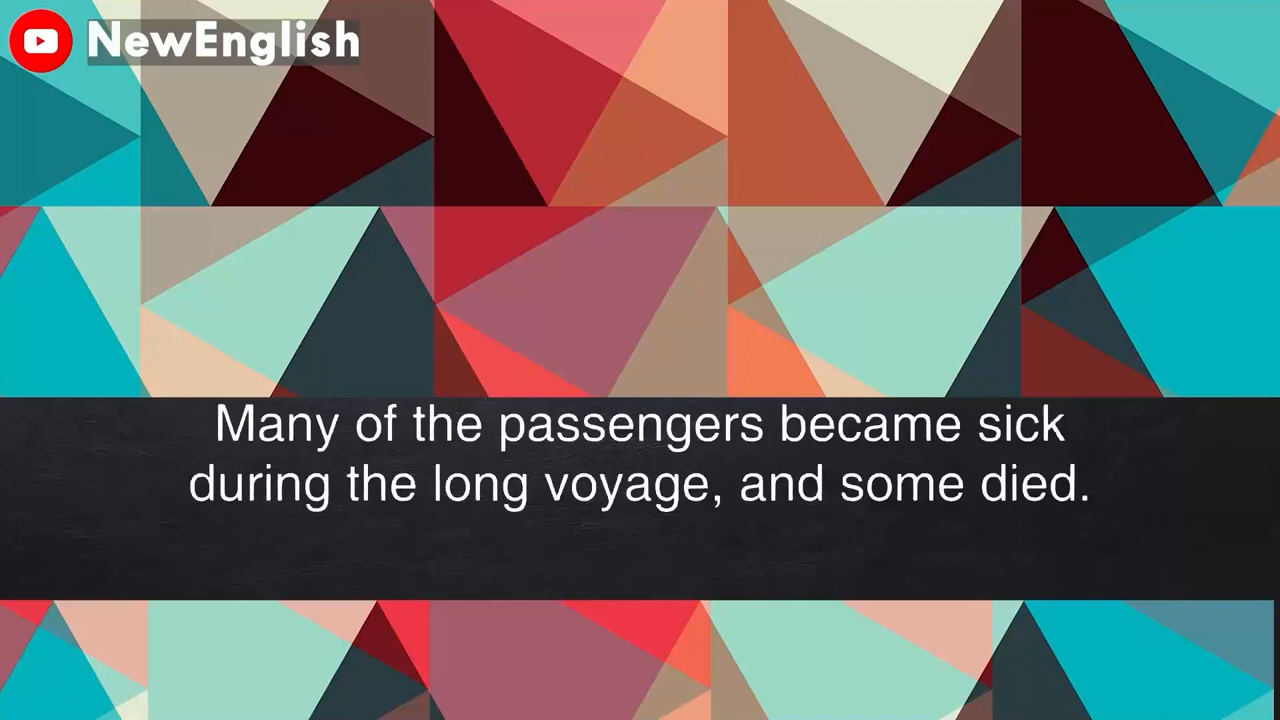 NewEnglish
Many of the passengers became sick
during the long voyage, and some died.